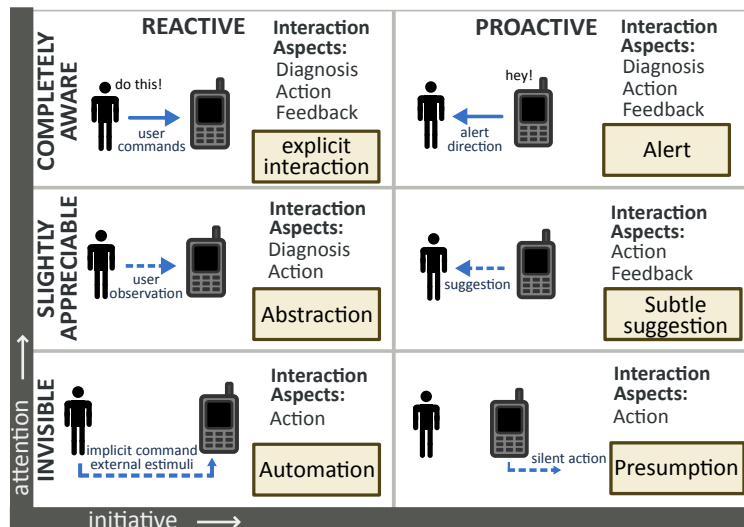 REACTIVE
PROACTIVE
COMPLETELY
AWARE
do this!
user
commands
Interaction
Aspects:
Diagnosis
Action
Feedback
explicit
interaction
hey!
alert
direction
Interaction
Aspects:
Diagnosis
Action
Feedback
Alert
SLIGHTLY
APPRECIABLE
user
observation
Interaction
Aspects:
Diagnosis
Action
Abstraction
suggestion
Interaction
Aspects:
Action
Feedback
Subtle
suggestion
INVISIBLE
implicit command
external estimuli
Interaction
Aspects:
Action
Automation
silent action
Interaction
Aspects:
Action
Presumption
attention
initiative